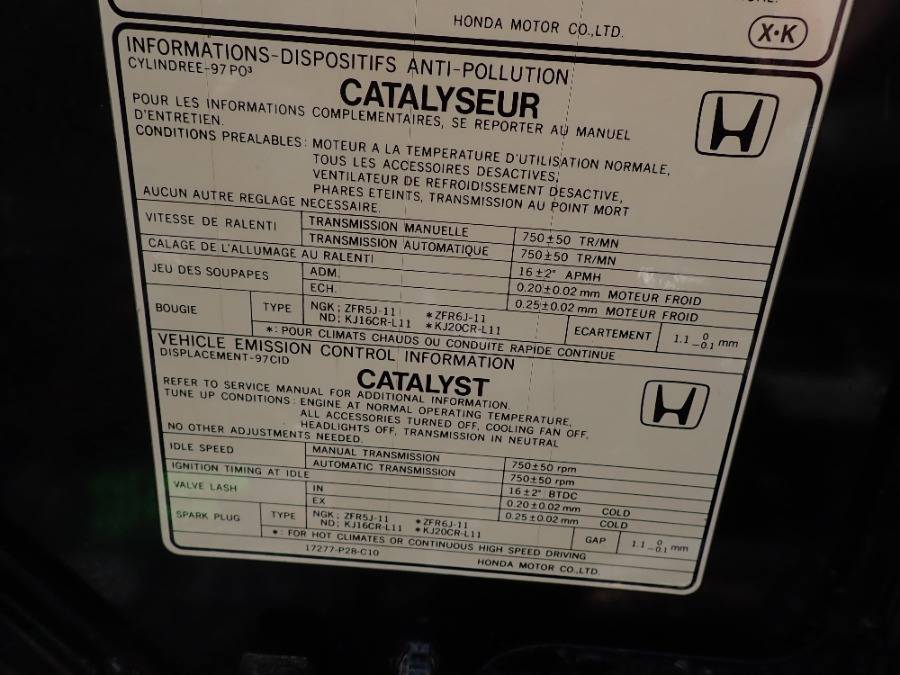 HONDA MOTOR CO.,LTD.
X·K
INFORMATIONS-DISPOSITIFS ANTI-POLLUTION
CYLINDREE-97 PO³
CATALYSEUR
POUR LES INFORMATIONS COMPLEMENTAIRES, SE REPORTER AU MANUEL
D'ENTRETIEN.
CONDITIONS PREALABLES: MOTEUR A LA TEMPERATURE D'UTILISATION NORMALE,
TOUS LES ACCESSOIRES DESACTIVES,
VENTILATEUR DE REFROIDISSEMENT DESACTIVE,
PHARES ETEINTS, TRANSMISSION AU POINT MORT
AUCUN AUTRE REGLAGE NECESSAIRE.
VITESSE DE RALENTI TRANSMISSION MANUELLE 750±50 TR/MN
TRANSMISSION AUTOMATIQUE 750±50 TR/MN
CALAGE DE L'ALLUMAGE AU RALENTI 16±2° APMH
JEU DES SOUPAPES ADM. 0.20±0.02 mm MOTEUR FROID
ECH. 0.25±0.02 mm MOTEUR FROID
BOUGIE TYPE NGK: ZFR5J-11 *ZFR6J-11
ND: KJ16CR-L11 *KJ20CR-L11 ECARTEMENT 1.1 0 -0.1 mm
*: POUR CLIMATS CHAUDS OU CONDUITE RAPIDE CONTINUE
VEHICLE EMISSION CONTROL INFORMATION
DISPLACEMENT-97CID
CATALYST
REFER TO SERVICE MANUAL FOR ADDITIONAL INFORMATION.
TUNE UP CONDITIONS: ENGINE AT NORMAL OPERATING TEMPERATURE,
ALL ACCESSORIES TURNED OFF, COOLING FAN OFF,
HEADLIGHTS OFF, TRANSMISSION IN NEUTRAL
NO OTHER ADJUSTMENTS NEEDED.
IDLE SPEED MANUAL TRANSMISSION 750±50 rpm
AUTOMATIC TRANSMISSION 750±50 rpm
IGNITION TIMING AT IDLE 16±2° BTDC
VALVE LASH IN 0.20±0.02 mm COLD
EX 0.25±0.02 mm COLD
SPARK PLUG TYPE NGK: ZFR5J-11 *ZFR6J-11
ND: KJ16CR-L11 *KJ20CR-L11 GAP 1.1 0 -0.1 mm
*: FOR HOT CLIMATES OR CONTINUOUS HIGH SPEED DRIVING
17277-P28-C10 HONDA MOTOR CO.,LTD.